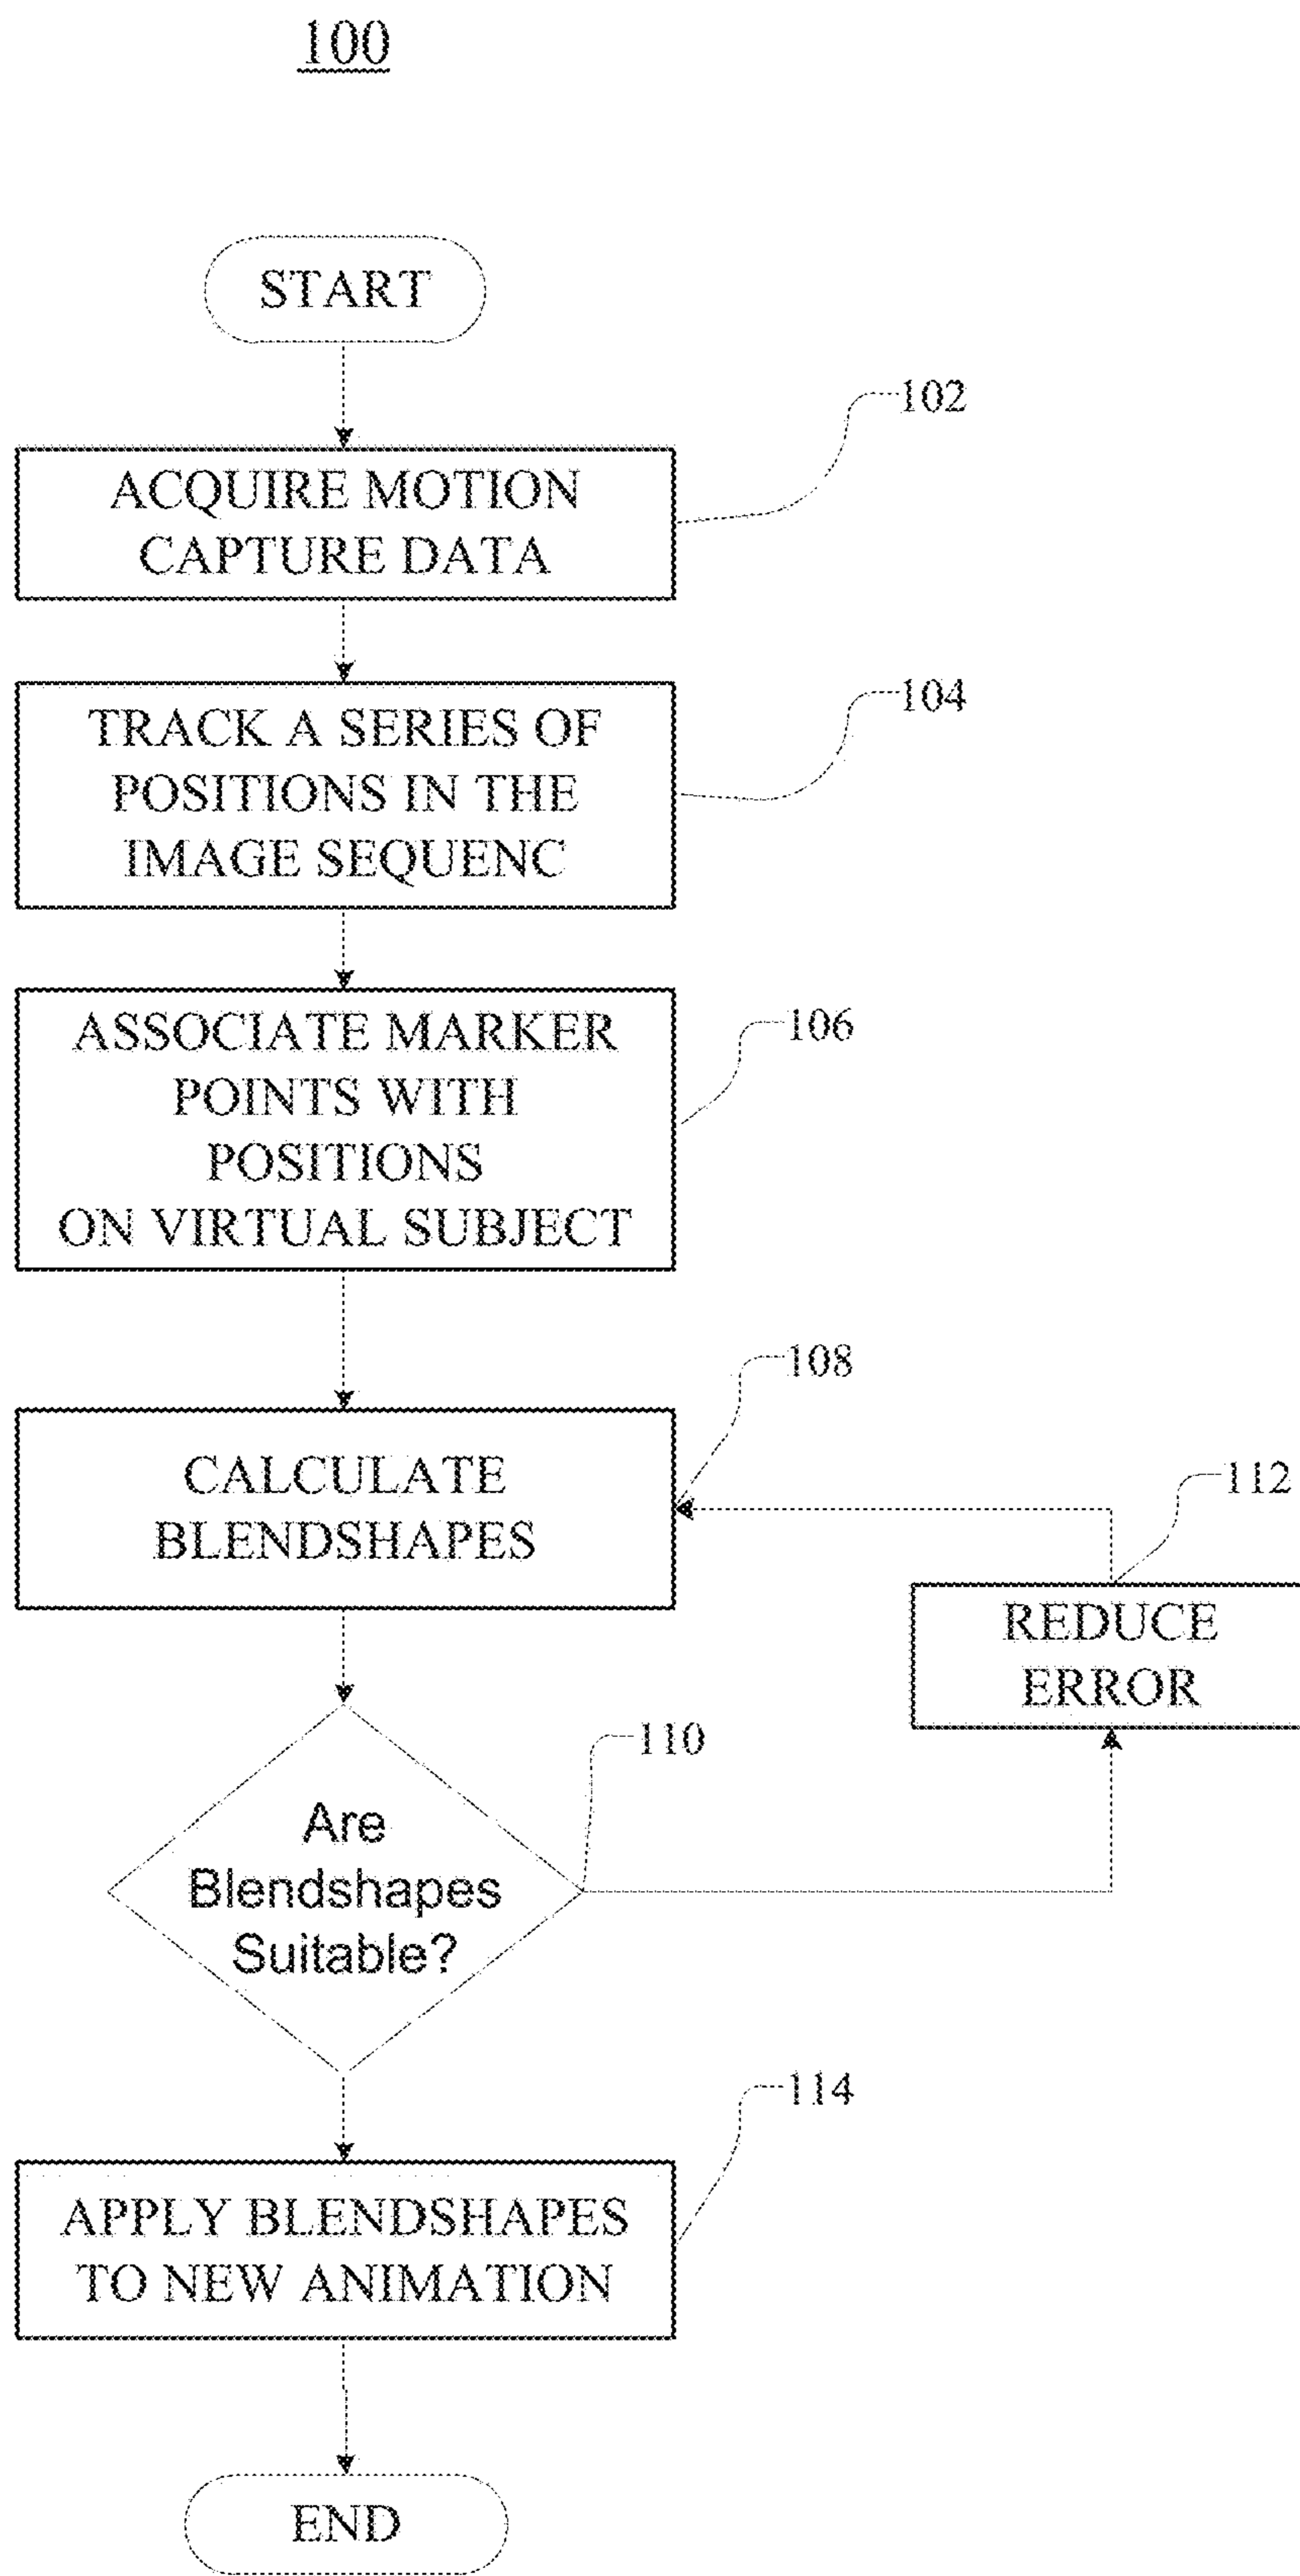 100
START
102
ACQUIRE MOTION
CAPTURE DATA
104
TRACK A SERIES OF
POSITIONS IN THE
IMAGE SEQUENC
106
ASSOCIATE MARKER
POINTS WITH
POSITIONS
ON VIRTUAL SUBJECT
108
CALCULATE
BLENDSHAPES
112
REDUCE
ERROR
110
Are
Blendshapes
Suitable?
114
APPLY BLENDSHAPES
TO NEW ANIMATION
END